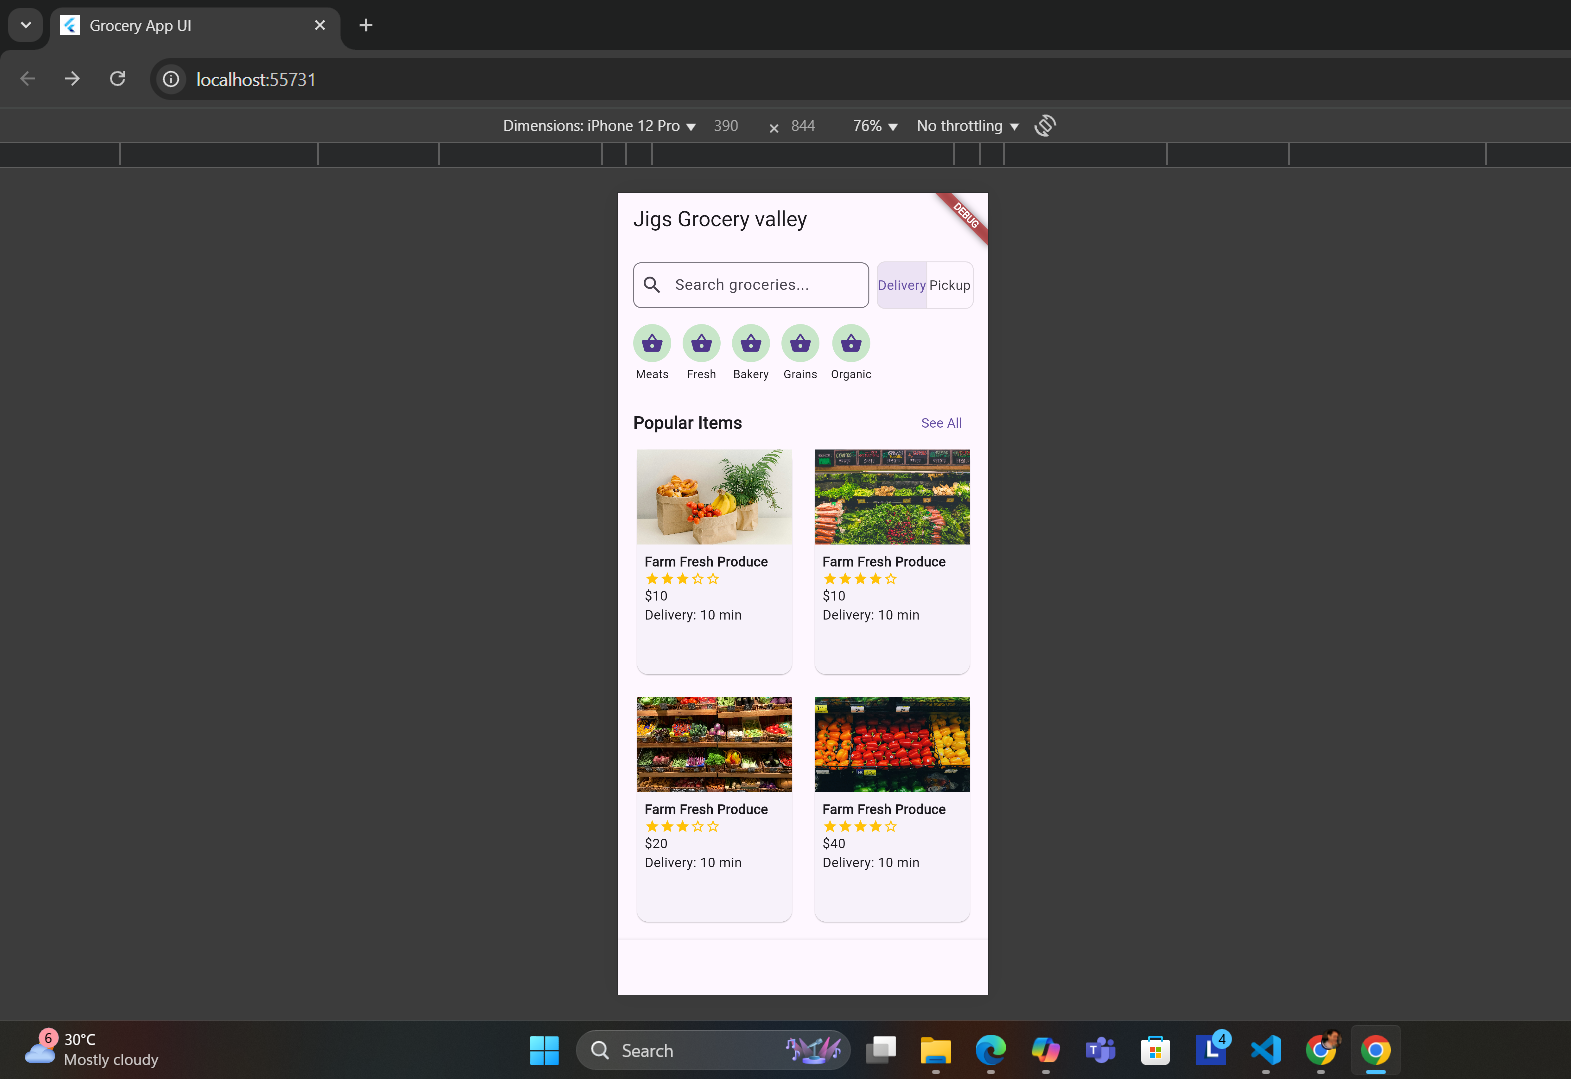 Grocery App UI
localhost:55731
Dimensions: iPhone 12 Pro 390 × 844 76% No throttling
Jigs Grocery valley
DEBUG
Search groceries...
Delivery Pickup
Meats Fresh Bakery Grains Organic
Popular Items See All
Farm Fresh Produce Farm Fresh Produce
$10 $10
Delivery: 10 min Delivery: 10 min
Farm Fresh Produce Farm Fresh Produce
$20 $40
Delivery: 10 min Delivery: 10 min
6 30°C
Mostly cloudy
Search
T
L 4